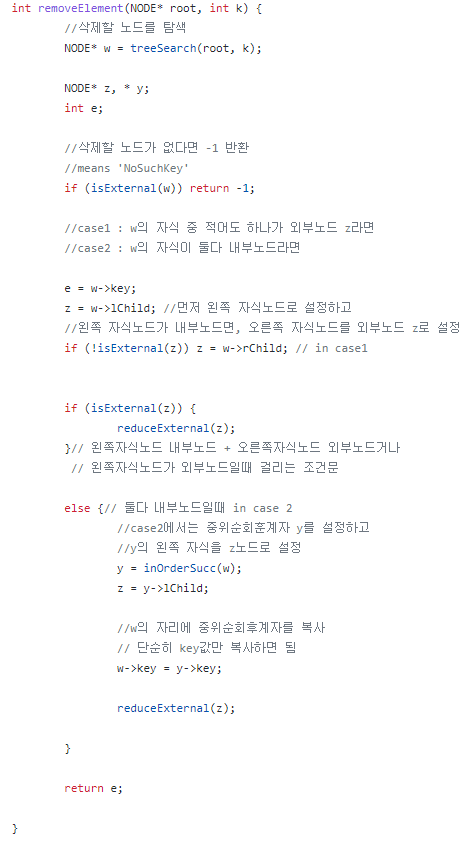 int removeElement(NODE* root, int k) {
//삭제할 노드를 탐색
NODE* w = treeSearch(root, k);
NODE* z, * y;
int e;
//삭제할 노드가 없다면 -1 반환
//means 'NoSuchKey'
if (isExternal(w)) return -1;
//case1 : w의 자식 중 적어도 하나가 외부노드 z라면
//case2 : w의 자식이 둘다 내부노드라면
e = w->key;
z = w->lChild; //먼저 왼쪽 자식노드로 설정하고
//왼쪽 자식노드가 내부노드면, 오른쪽 자식노드를 외부노드 z로 설정
if (!isExternal(z)) z = w->rChild; // in case1
if (isExternal(z)) {
reduceExternal(z);
}// 왼쪽자식노드 내부노드 + 오른쪽자식노드 외부노드거나
// 왼쪽자식노드가 외부노드일때 걸리는 조건문
else {// 둘다 내부노드일때 in case 2
//case2에서는 중위순회훈계자 y를 설정하고
//y의 왼쪽 자식을 z노드로 설정
y = inOrderSucc(w);
z = y->lChild;
//w의 자리에 중위순회후계자를 복사
// 단순히 key값만 복사하면 됨
w->key = y->key;
reduceExternal(z);
}
return e;
}